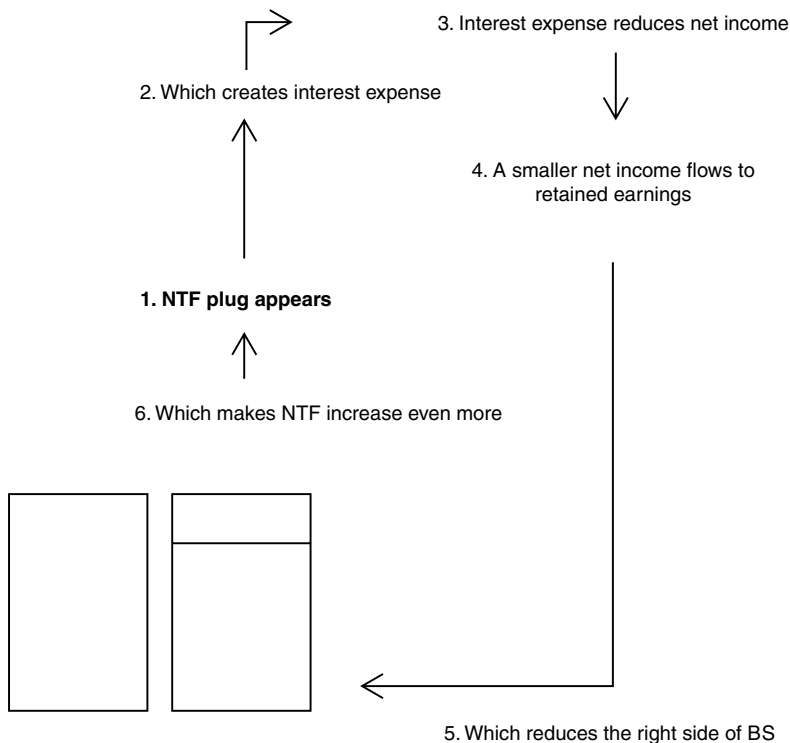 3. Interest expense reduces net income
2. Which creates interest expense
4. A smaller net income flows to
retained earnings
1. NTF plug appears
6. Which makes NTF increase even more
5. Which reduces the right side of BS